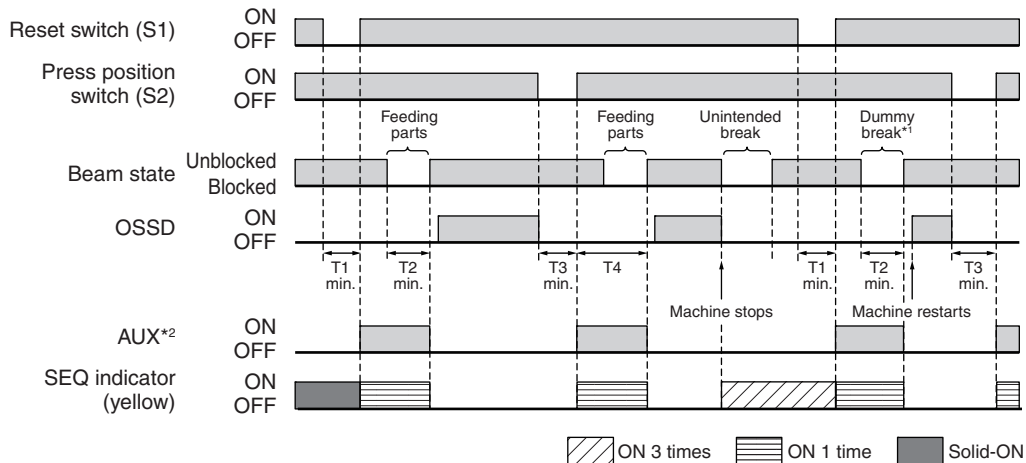 Reset switch (S1)
ON
OFF
Press position
switch (S2)
ON
OFF
Feeding
parts
Feeding
parts
Unintended
break
Dummy
break*1
Beam state
Unblocked
Blocked
OSSD
ON
OFF
T1
min.
T2
min.
T3
min.
T4
T1
min.
T2
min.
T3
min.
Machine stops
Machine restarts
AUX*2
ON
OFF
SEQ indicator
(yellow)
ON
OFF
ON 3 times
ON 1 time
Solid-ON